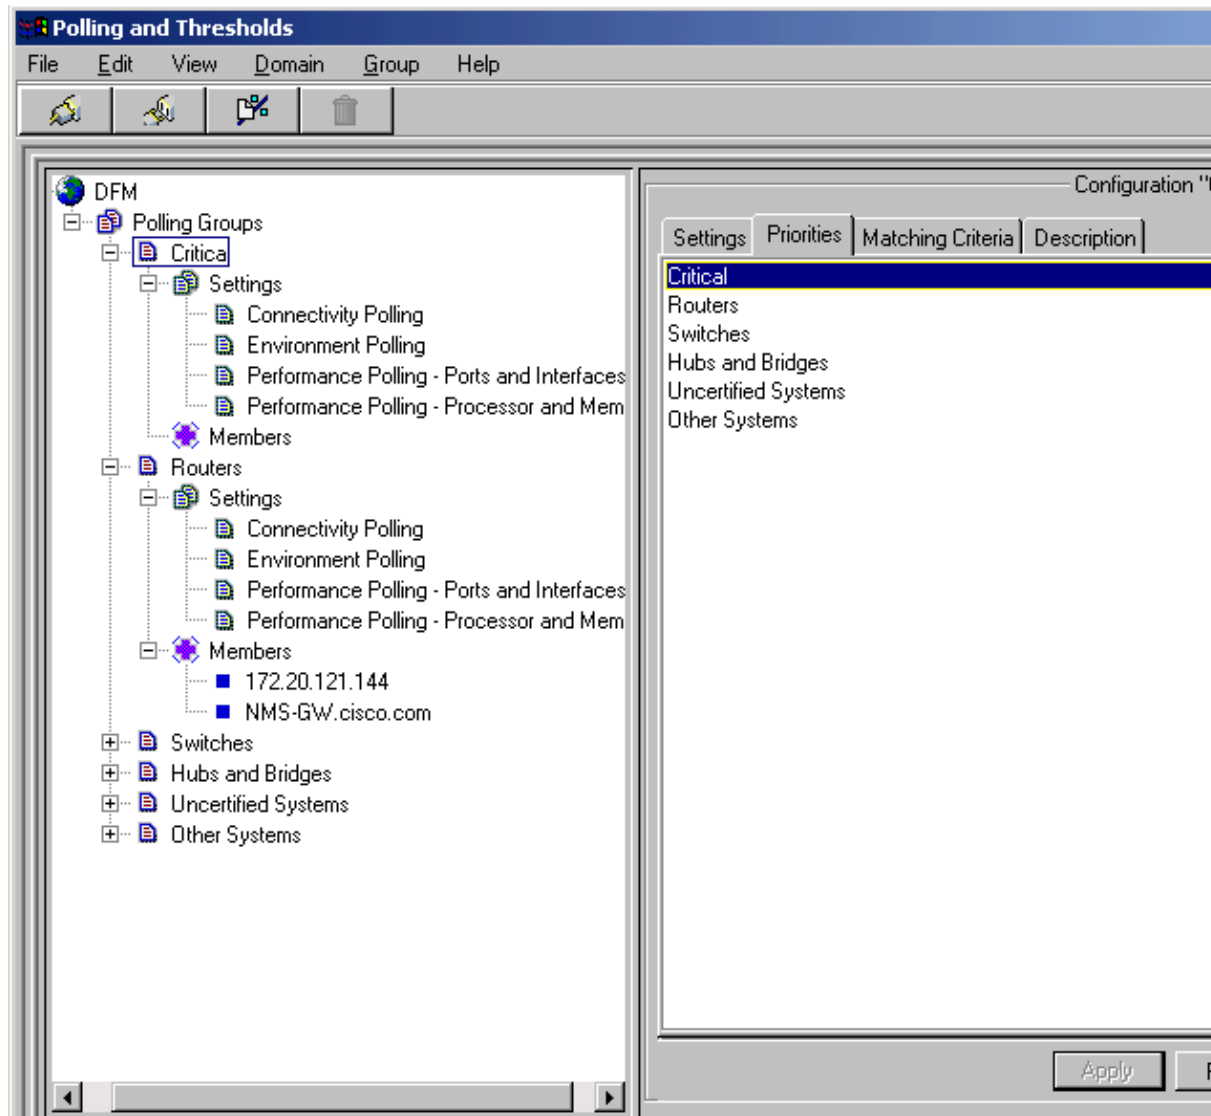 Polling and Thresholds
File Edit View Domain Group Help
DFM
Polling Groups
Critica
Settings
Connectivity Polling
Environment Polling
Performance Polling - Ports and Interfaces
Performance Polling - Processor and Mem
Members
Routers
Settings
Connectivity Polling
Environment Polling
Performance Polling - Ports and Interfaces
Performance Polling - Processor and Mem
Members
172.20.121.144
NMS-GW.cisco.com
Switches
Hubs and Bridges
Uncertified Systems
Other Systems
Configuration "
Settings Priorities Matching Criteria Description
Critical
Routers
Switches
Hubs and Bridges
Uncertified Systems
Other Systems
Apply